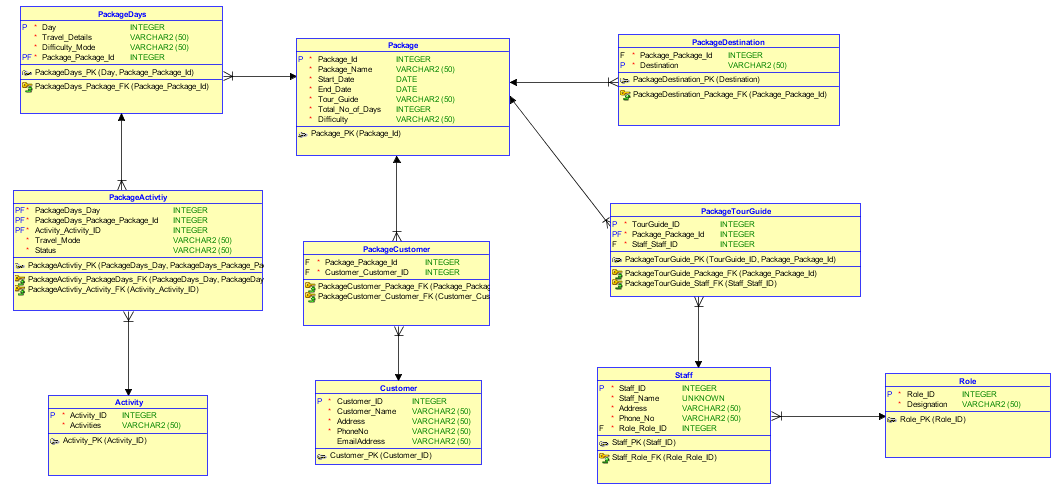 PackageDays
P * Day INTEGER
* Travel_Details VARCHAR2 (50)
* Difficulty_Mode VARCHAR2 (50)
PF * Package_Package_Id INTEGER
PackageDays_PK (Day, Package_Package_Id)
PackageDays_Package_FK (Package_Package_Id)
Package
P * Package_Id INTEGER
* Package_Name VARCHAR2 (50)
* Start_Date DATE
* End_Date DATE
* Tour_Guide VARCHAR2 (50)
* Total_No_of_Days INTEGER
* Difficulty VARCHAR2 (50)
Package_PK (Package_Id)
PackageDestination
F * Package_Package_Id INTEGER
P * Destination VARCHAR2 (50)
PackageDestination_PK (Destination)
PackageDestination_Package_FK (Package_Package_Id)
PackageActivtiy
PF * PackageDays_Day INTEGER
PF * PackageDays_Package_Package_Id INTEGER
PF * Activity_Activity_ID INTEGER
* Travel_Mode VARCHAR2 (50)
* Status VARCHAR2 (50)
PackageActivtiy_PK (PackageDays_Day, PackageDays_Package_Pa
PackageActivtiy_PackageDays_FK (PackageDays_Day, PackageDay
PackageActivtiy_Activity_FK (Activity_Activity_ID)
PackageCustomer
F * Package_Package_Id INTEGER
F * Customer_Customer_ID INTEGER
PackageCustomer_Package_FK (Package_Packag
PackageCustomer_Customer_FK (Customer_Cus
PackageTourGuide
P * TourGuide_ID INTEGER
PF * Package_Package_Id INTEGER
F * Staff_Staff_ID INTEGER
PackageTourGuide_PK (TourGuide_ID, Package_Package_Id)
PackageTourGuide_Package_FK (Package_Package_Id)
PackageTourGuide_Staff_FK (Staff_Staff_ID)
Activity
P * Activity_ID INTEGER
* Activities VARCHAR2 (50)
Activity_PK (Activity_ID)
Customer
P * Customer_ID INTEGER
* Customer_Name VARCHAR2 (50)
* Address VARCHAR2 (50)
* PhoneNo VARCHAR2 (50)
EmailAddress VARCHAR2 (50)
Customer_PK (Customer_ID)
Staff
P * Staff_ID INTEGER
* Staff_Name UNKNOWN
* Address VARCHAR2 (50)
* Phone_No VARCHAR2 (50)
F * Role_Role_ID INTEGER
Staff_PK (Staff_ID)
Staff_Role_FK (Role_Role_ID)
Role
P * Role_ID INTEGER
* Designation VARCHAR2 (50)
Role_PK (Role_ID)